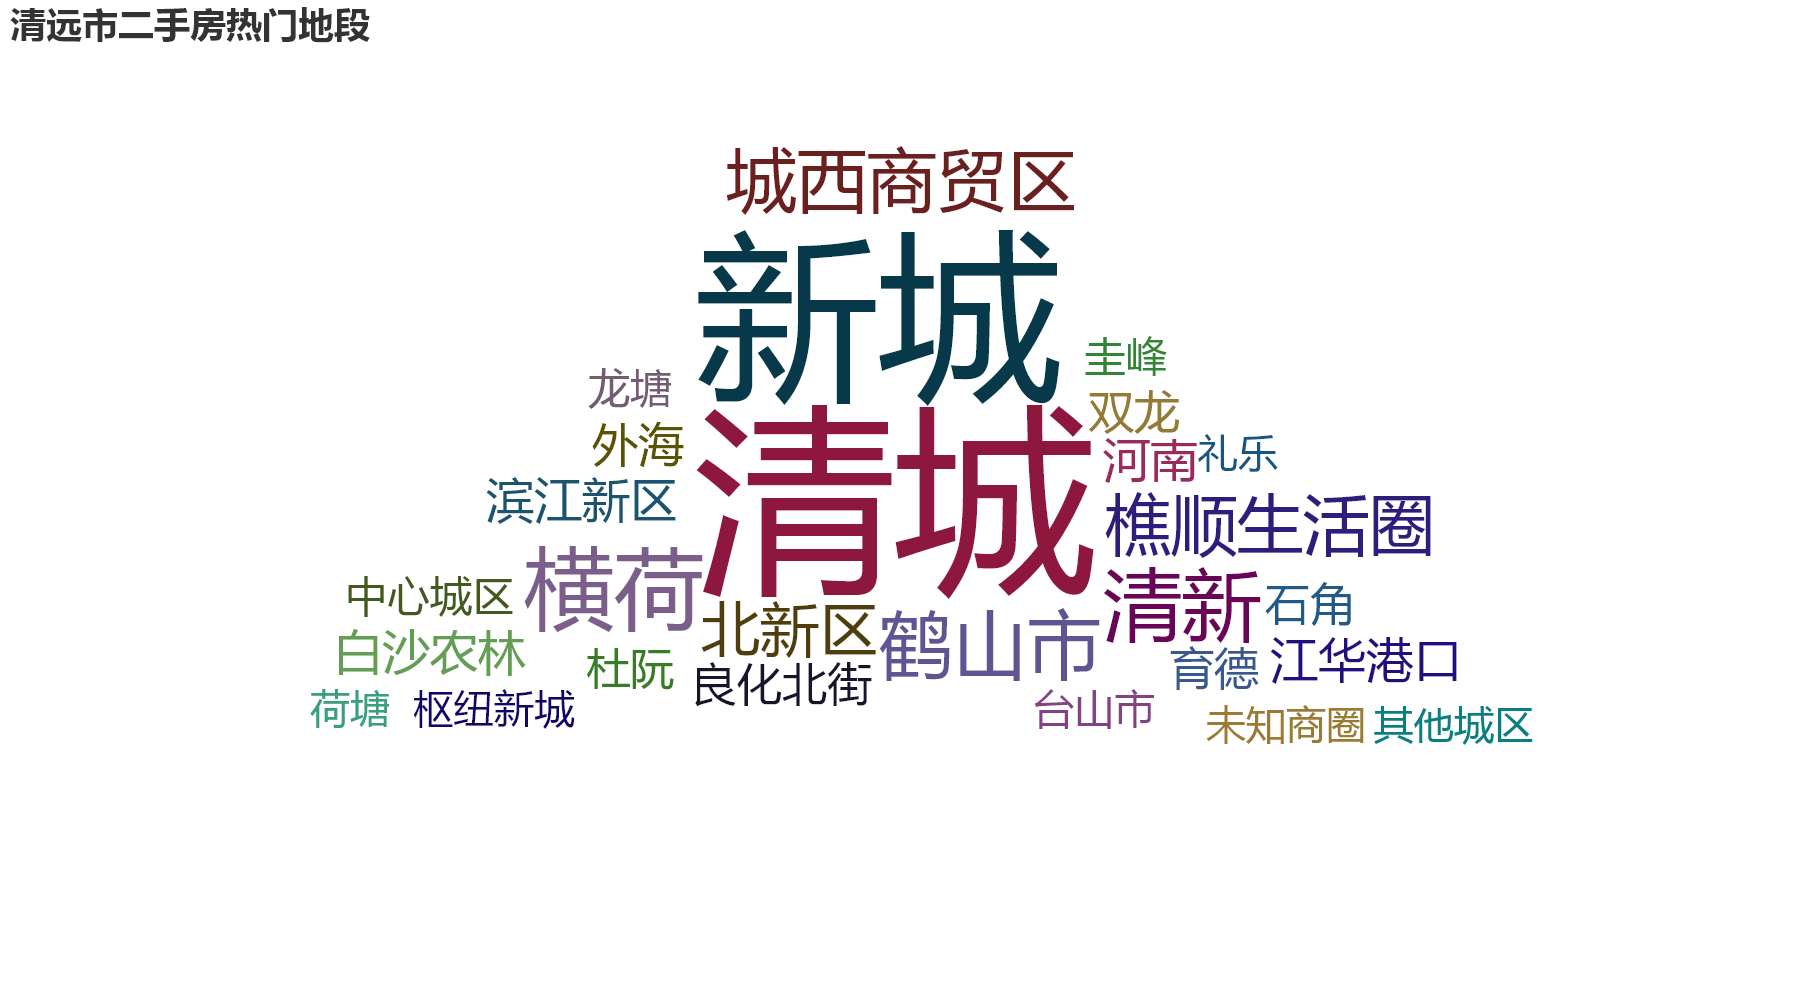 清远市二手房热门地段
城西商贸区
新城
圭峰
龙塘
双龙
外海
清城
河南
礼乐
滨江新区
樵顺生活圈
横荷
中心城区
清新
石角
北新区
鹤山市
白沙农林
杜阮
良化北街
育德
江华港口
荷塘
枢纽新城
台山市
未知商圈
其他城区